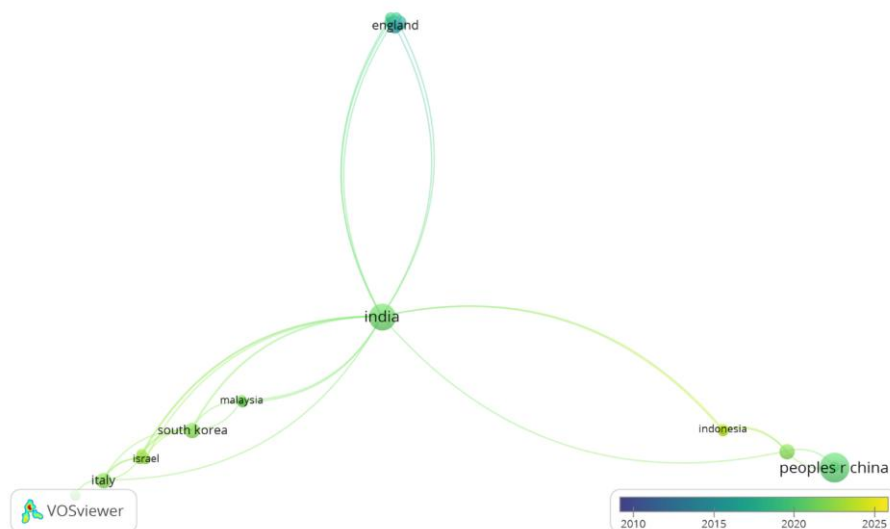 england
india
malaysia
south korea
indonesia
israel
peoples r china
italy
VOSviewer
2010 2015 2020 2025